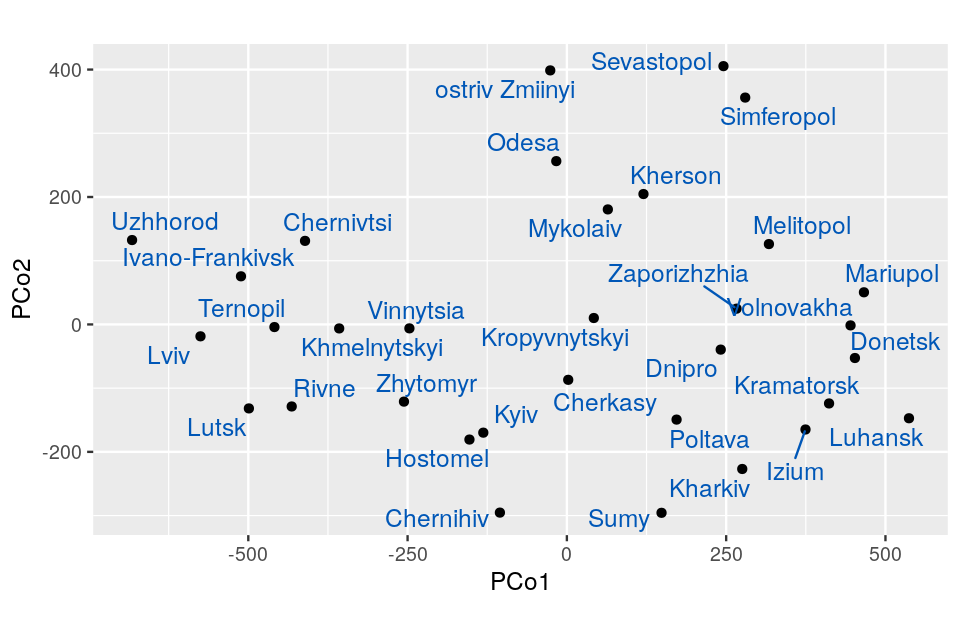 400
200
0
-200
PCo2
Sevastopol
ostriv Zmiinyi
Simferopol
Odesa
Kherson
Uzhhorod
Chernivtsi
Mykolaiv
Melitopol
Ivano-Frankivsk
Zaporizhzhia
Mariupol
Ternopil
Vinnytsia
Volnovakha
Kropyvnytskyi
Donetsk
Lviv
Khmelnytskyi
Dnipro
Rivne
Zhytomyr
Kramatorsk
Cherkasy
Kyiv
Lutsk
Poltava
Luhansk
Hostomel
Izium
Kharkiv
Chernihiv
Sumy
-500
-250
0
250
500
PCo1